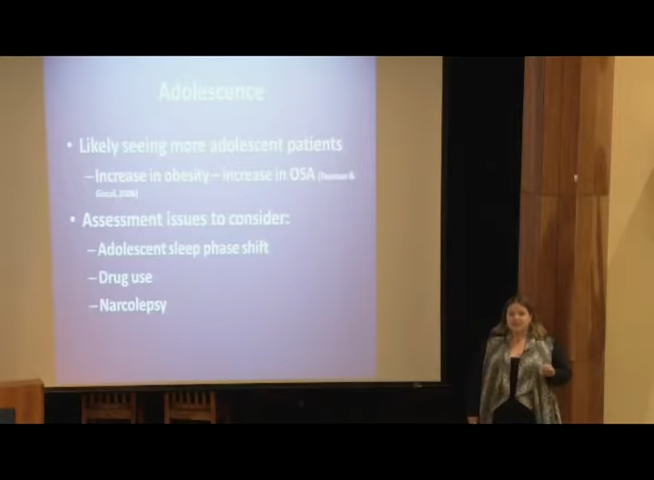 Adolescence
• Likely seeing more adolescent patients
–Increase in obesity – increase in OSA
• Assessment issues to consider:
–Adolescent sleep phase shift
–Drug use
–Narcolepsy